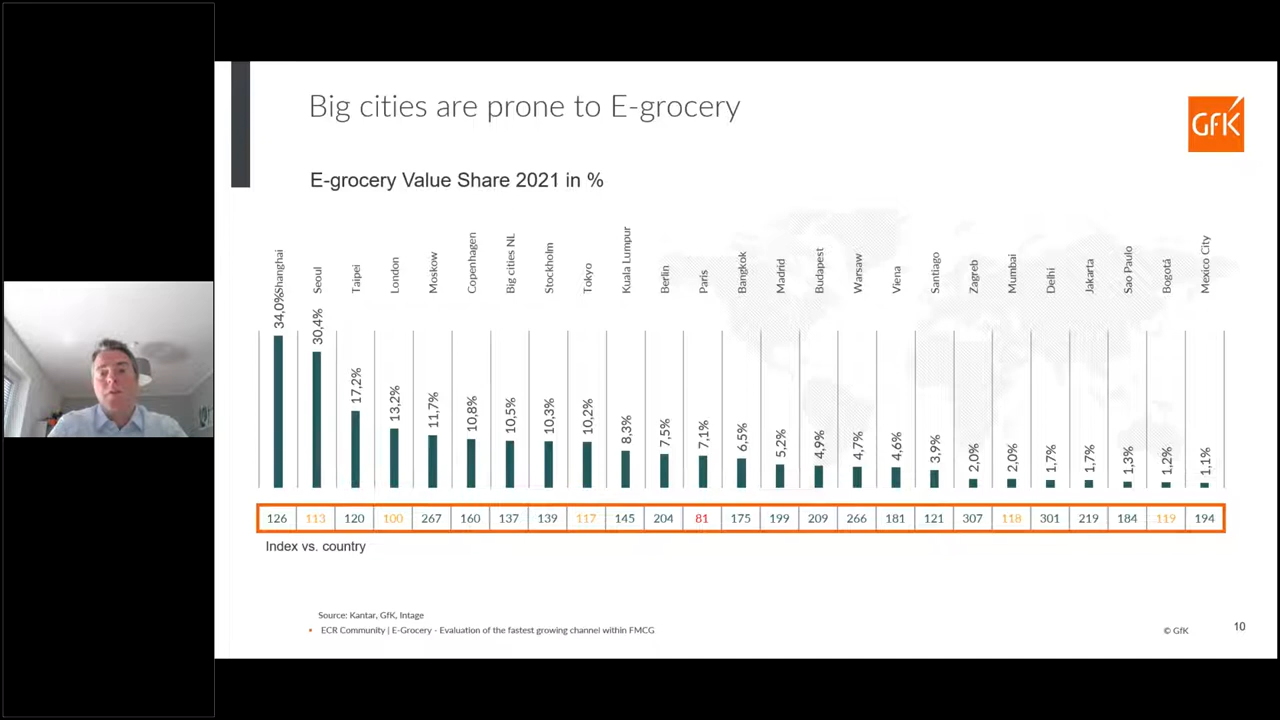 Big cities are prone to E-grocery
GfK
E-grocery Value Share 2021 in %
Shanghai Seoul Taipei London Moskow Copenhagen Big cities NL Stockholm Tokyo Kuala Lumpur Berlin Paris Bangkok Madrid Budapest Warsaw Viena Santiago Zagreb Mumbai Delhi Jakarta Sao Paulo Bogotá Mexico City
34,0% 30,4% 17,2% 13,2% 11,7% 10,8% 10,5% 10,3% 10,2% 8,3% 7,5% 7,1% 6,5% 5,2% 4,9% 4,7% 4,6% 3,9% 2,0% 2,0% 1,7% 1,7% 1,3% 1,2% 1,1%
126 113 120 100 267 160 137 139 117 145 204 81 175 199 209 266 181 121 307 118 301 219 184 119 194
Index vs. country
Source: Kantar, GfK, Intage
• ECR Community | E-Grocery - Evaluation of the fastest growing channel within FMCG
© GfK
10